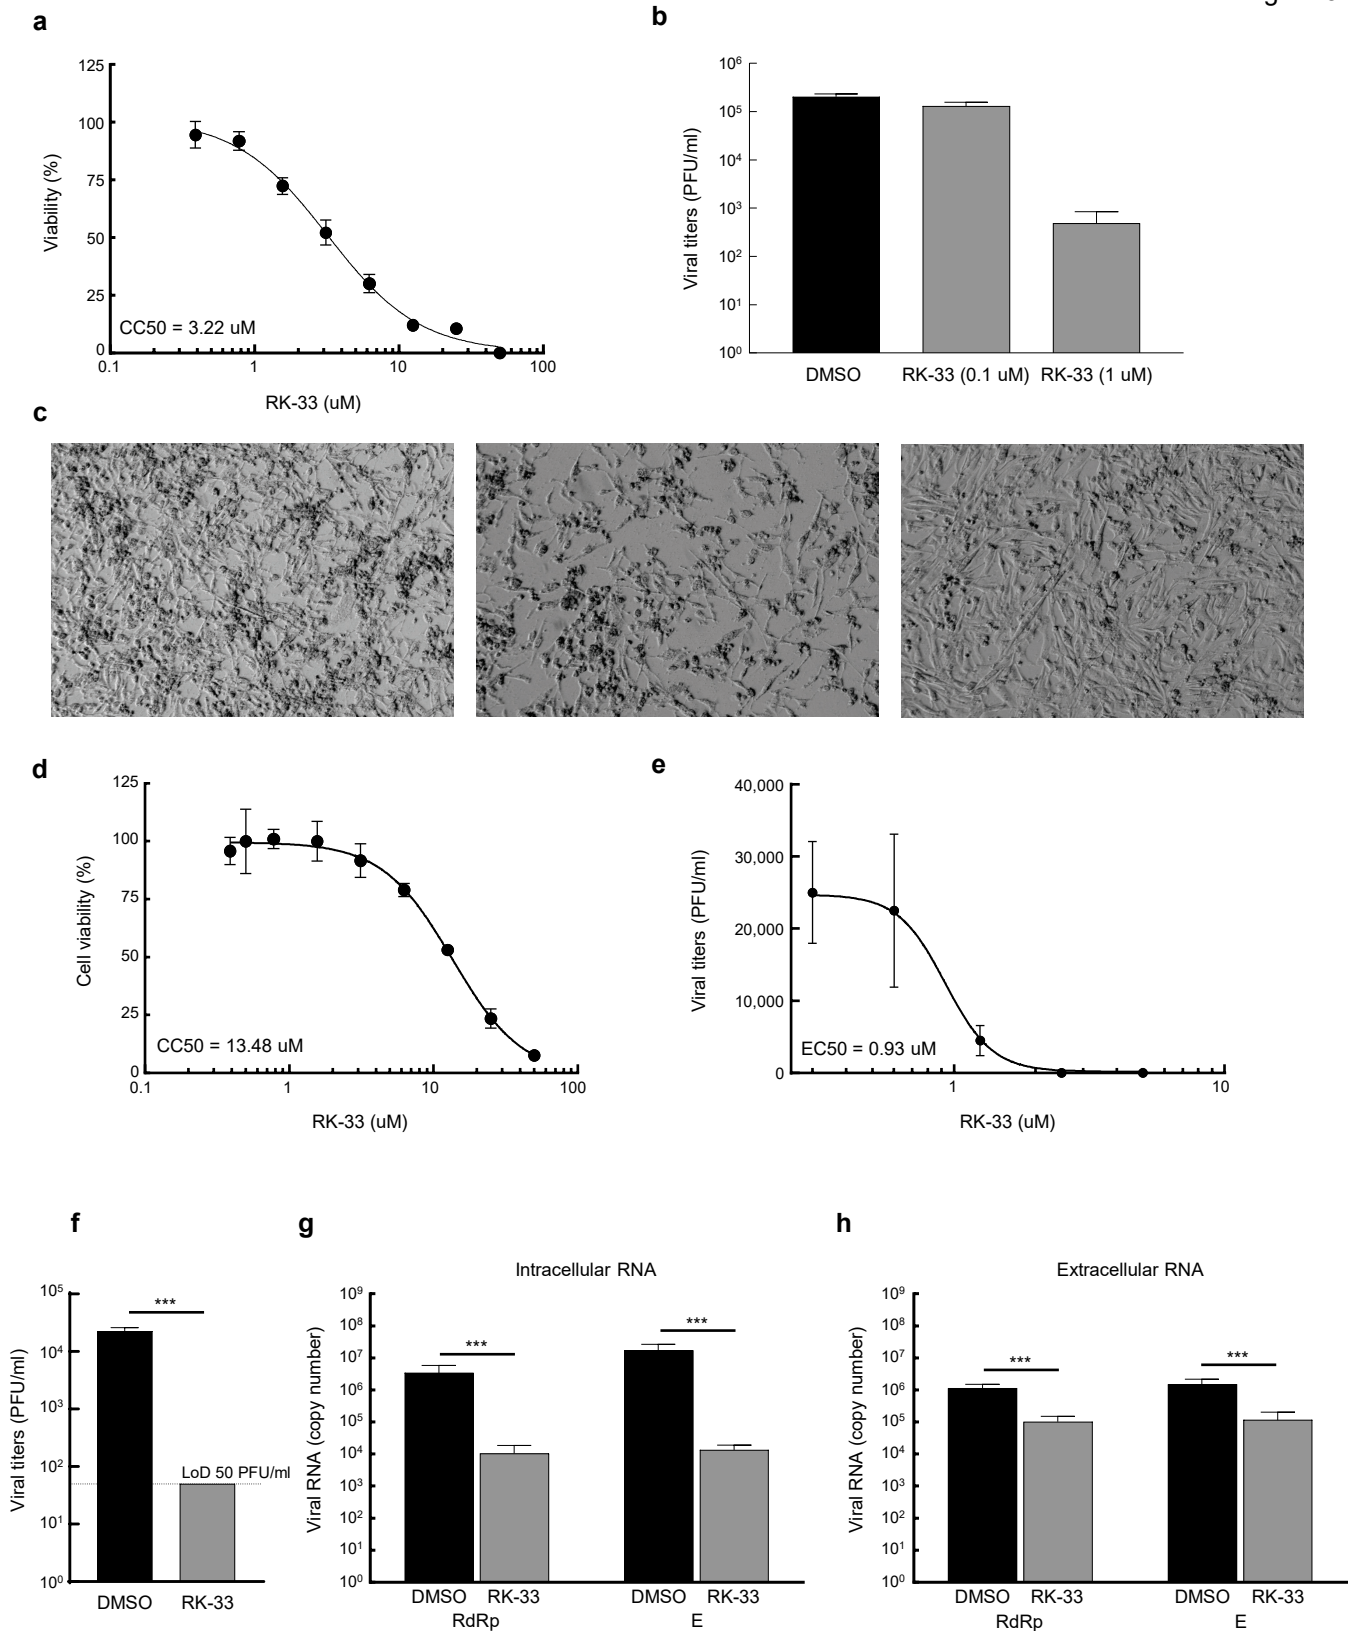 a
b
125
100
75
50
25
0
0.1
1
10
100
Viability (%)
CC50 = 3.22 uM
RK-33 (uM)
10⁶
10⁵
10⁴
10³
10²
10¹
10⁰
Viral titers (PFU/ml)
DMSO
RK-33 (0.1 uM)
RK-33 (1 uM)
c
d
125
100
75
50
25
0
0.1
1
10
100
Cell viability (%)
CC50 = 13.48 uM
RK-33 (uM)
e
40,000
30,000
20,000
10,000
0
1
10
Viral titers (PFU/ml)
EC50 = 0.93 uM
RK-33 (uM)
f
10⁵
10⁴
10³
10²
10¹
10⁰
Viral titers (PFU/ml)
***
LoD 50 PFU/ml
DMSO
RK-33
g
Intracellular RNA
10⁹
10⁸
10⁷
10⁶
10⁵
10⁴
10³
10²
10¹
10⁰
Viral RNA (copy number)
***
***
DMSO
RK-33
DMSO
RK-33
RdRp
E
h
Extracellular RNA
10⁹
10⁸
10⁷
10⁶
10⁵
10⁴
10³
10²
10¹
10⁰
Viral RNA (copy number)
***
***
DMSO
RK-33
DMSO
RK-33
RdRp
E